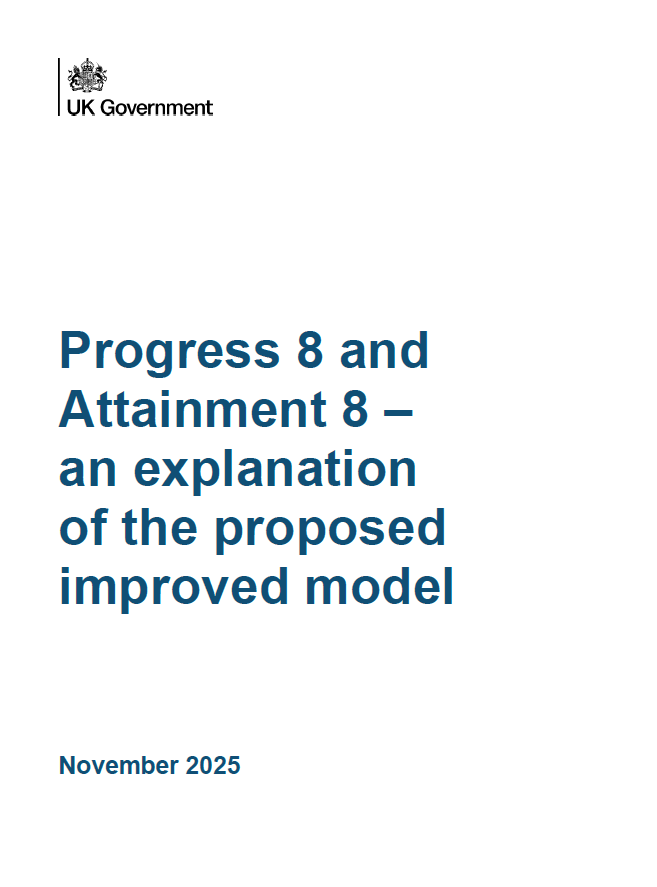 UK Government
Progress 8 and
Attainment 8 –
an explanation
of the proposed
improved model
November 2025